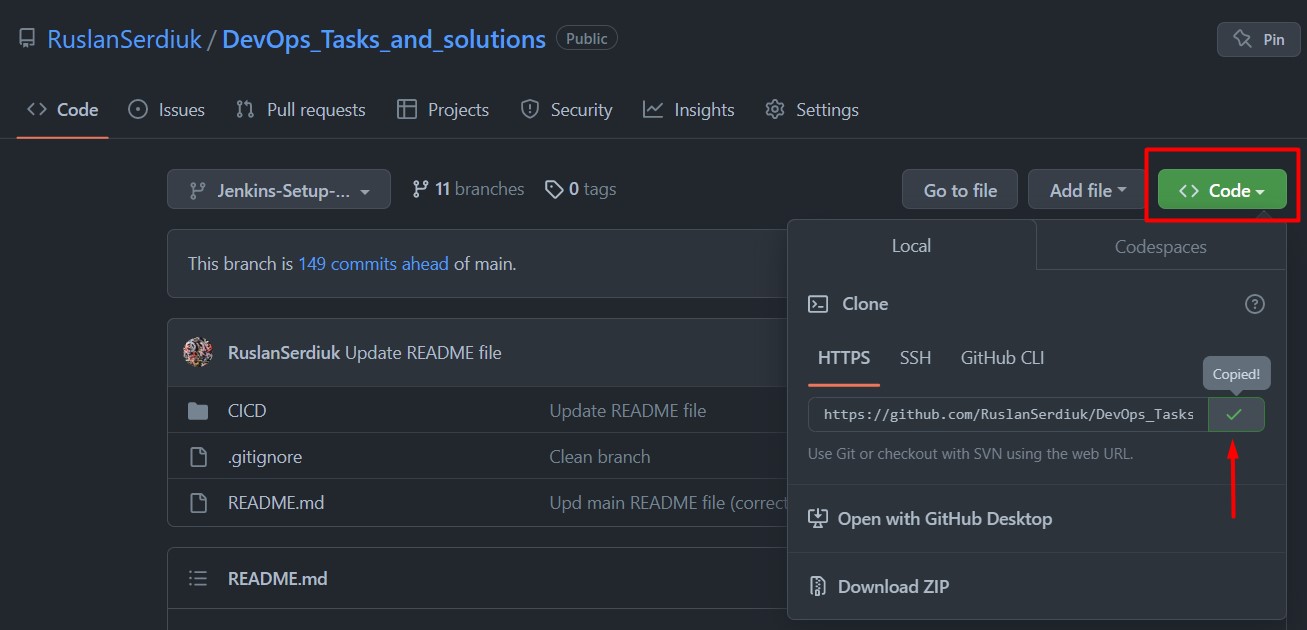 RuslanSerdiuk / DevOps_Tasks_and_solutions Public
Pin
<> Code Issues Pull requests Projects Security Insights Settings
Jenkins-Setup-... 11 branches 0 tags Go to file Add file <> Code
Local Codespaces
This branch is 149 commits ahead of main.
Clone
RuslanSerdiuk Update README file
HTTPS SSH GitHub CLI
Copied!
CICD Update README file
https://github.com/RuslanSerdiuk/DevOps_Tasks
.gitignore Clean branch
Use Git or checkout with SVN using the web URL.
README.md Upd main README file (correct
Open with GitHub Desktop
README.md
Download ZIP